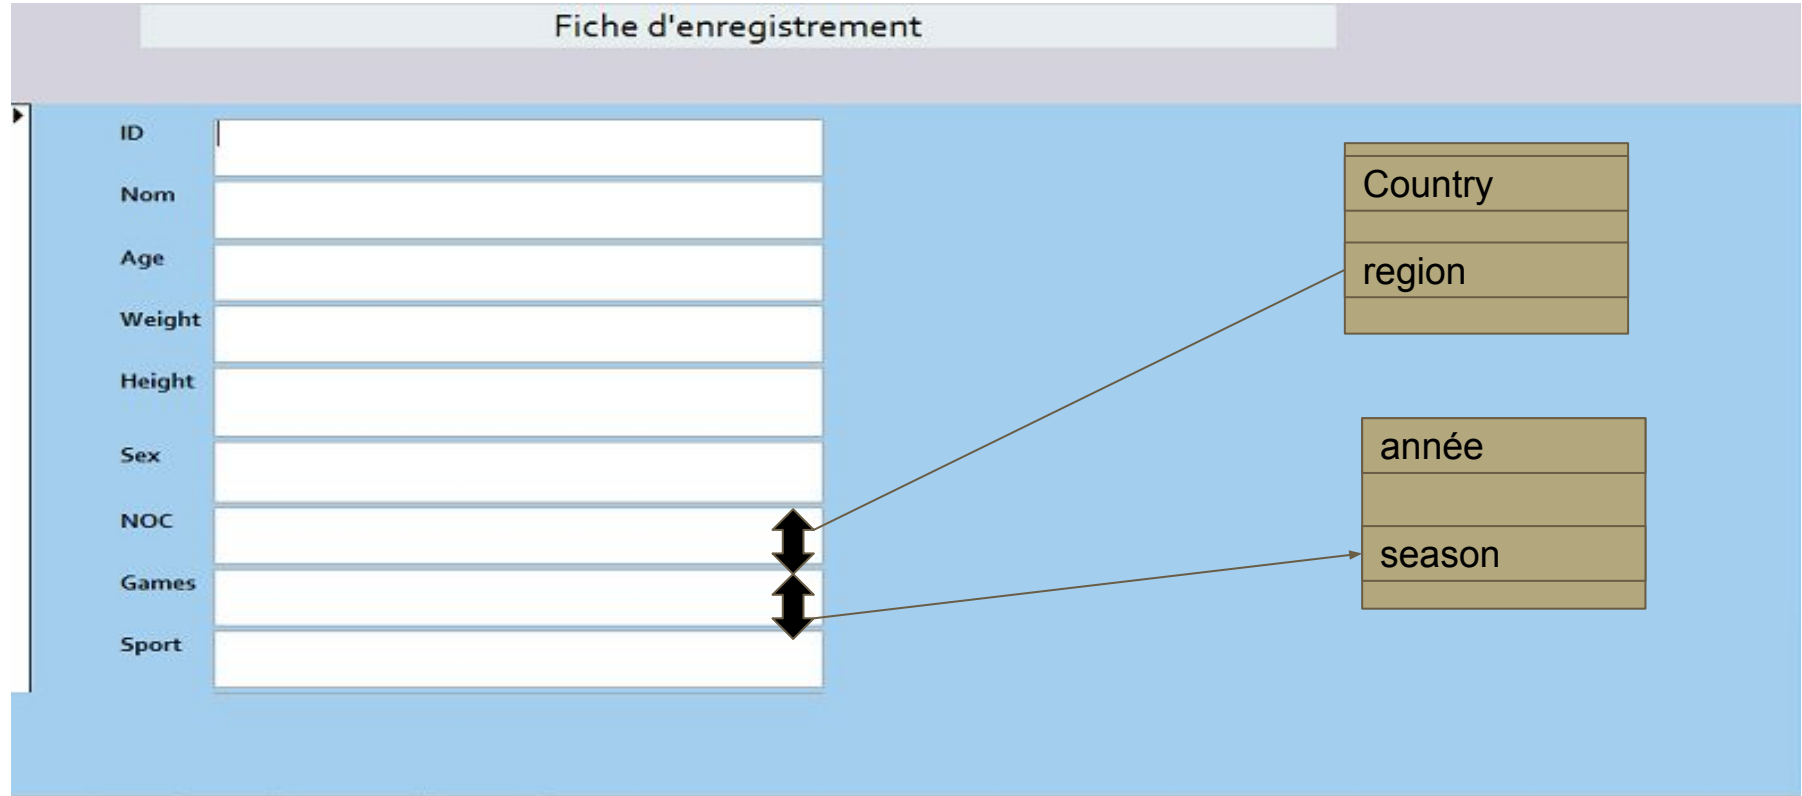 Fiche d'enregistrement
ID
Nom
Age
Weight
Height
Sex
NOC
Games
Sport
Country
region
année
season